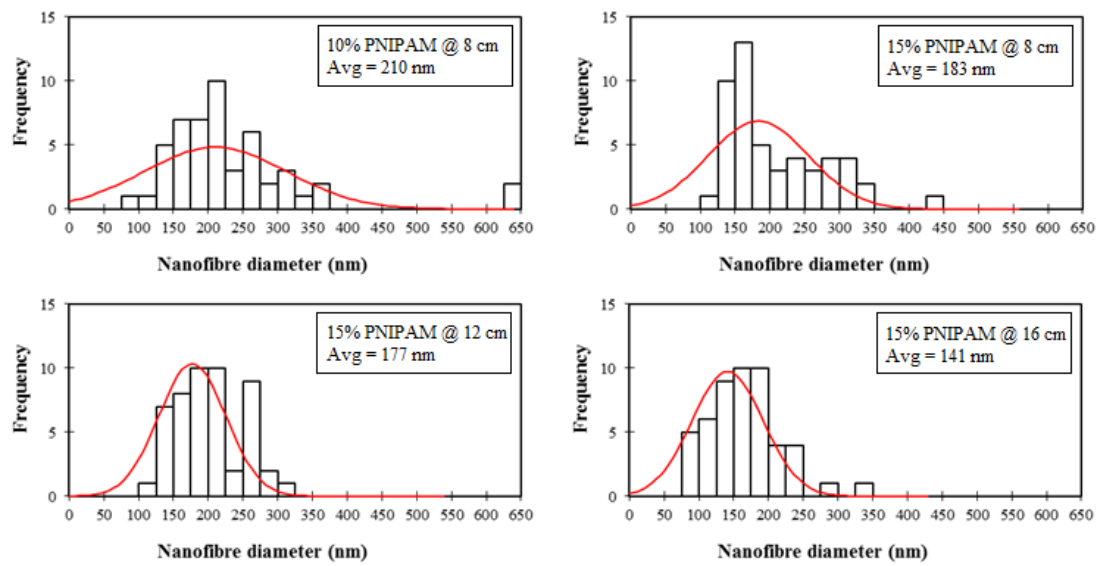 15
10
5
0
Frequency
10% PNIPAM @ 8 cm
Avg = 210 nm
0 50 100 150 200 250 300 350 400 450 500 550 600 650
Nanofibre diameter (nm)
15
10
5
0
Frequency
15% PNIPAM @ 8 cm
Avg = 183 nm
0 50 100 150 200 250 300 350 400 450 500 550 600 650
Nanofibre diameter (nm)
15
10
5
0
Frequency
15% PNIPAM @ 12 cm
Avg = 177 nm
0 50 100 150 200 250 300 350 400 450 500 550 600 650
Nanofibre diameter (nm)
15
10
5
0
Frequency
15% PNIPAM @ 16 cm
Avg = 141 nm
0 50 100 150 200 250 300 350 400 450 500 550 600 650
Nanofibre diameter (nm)